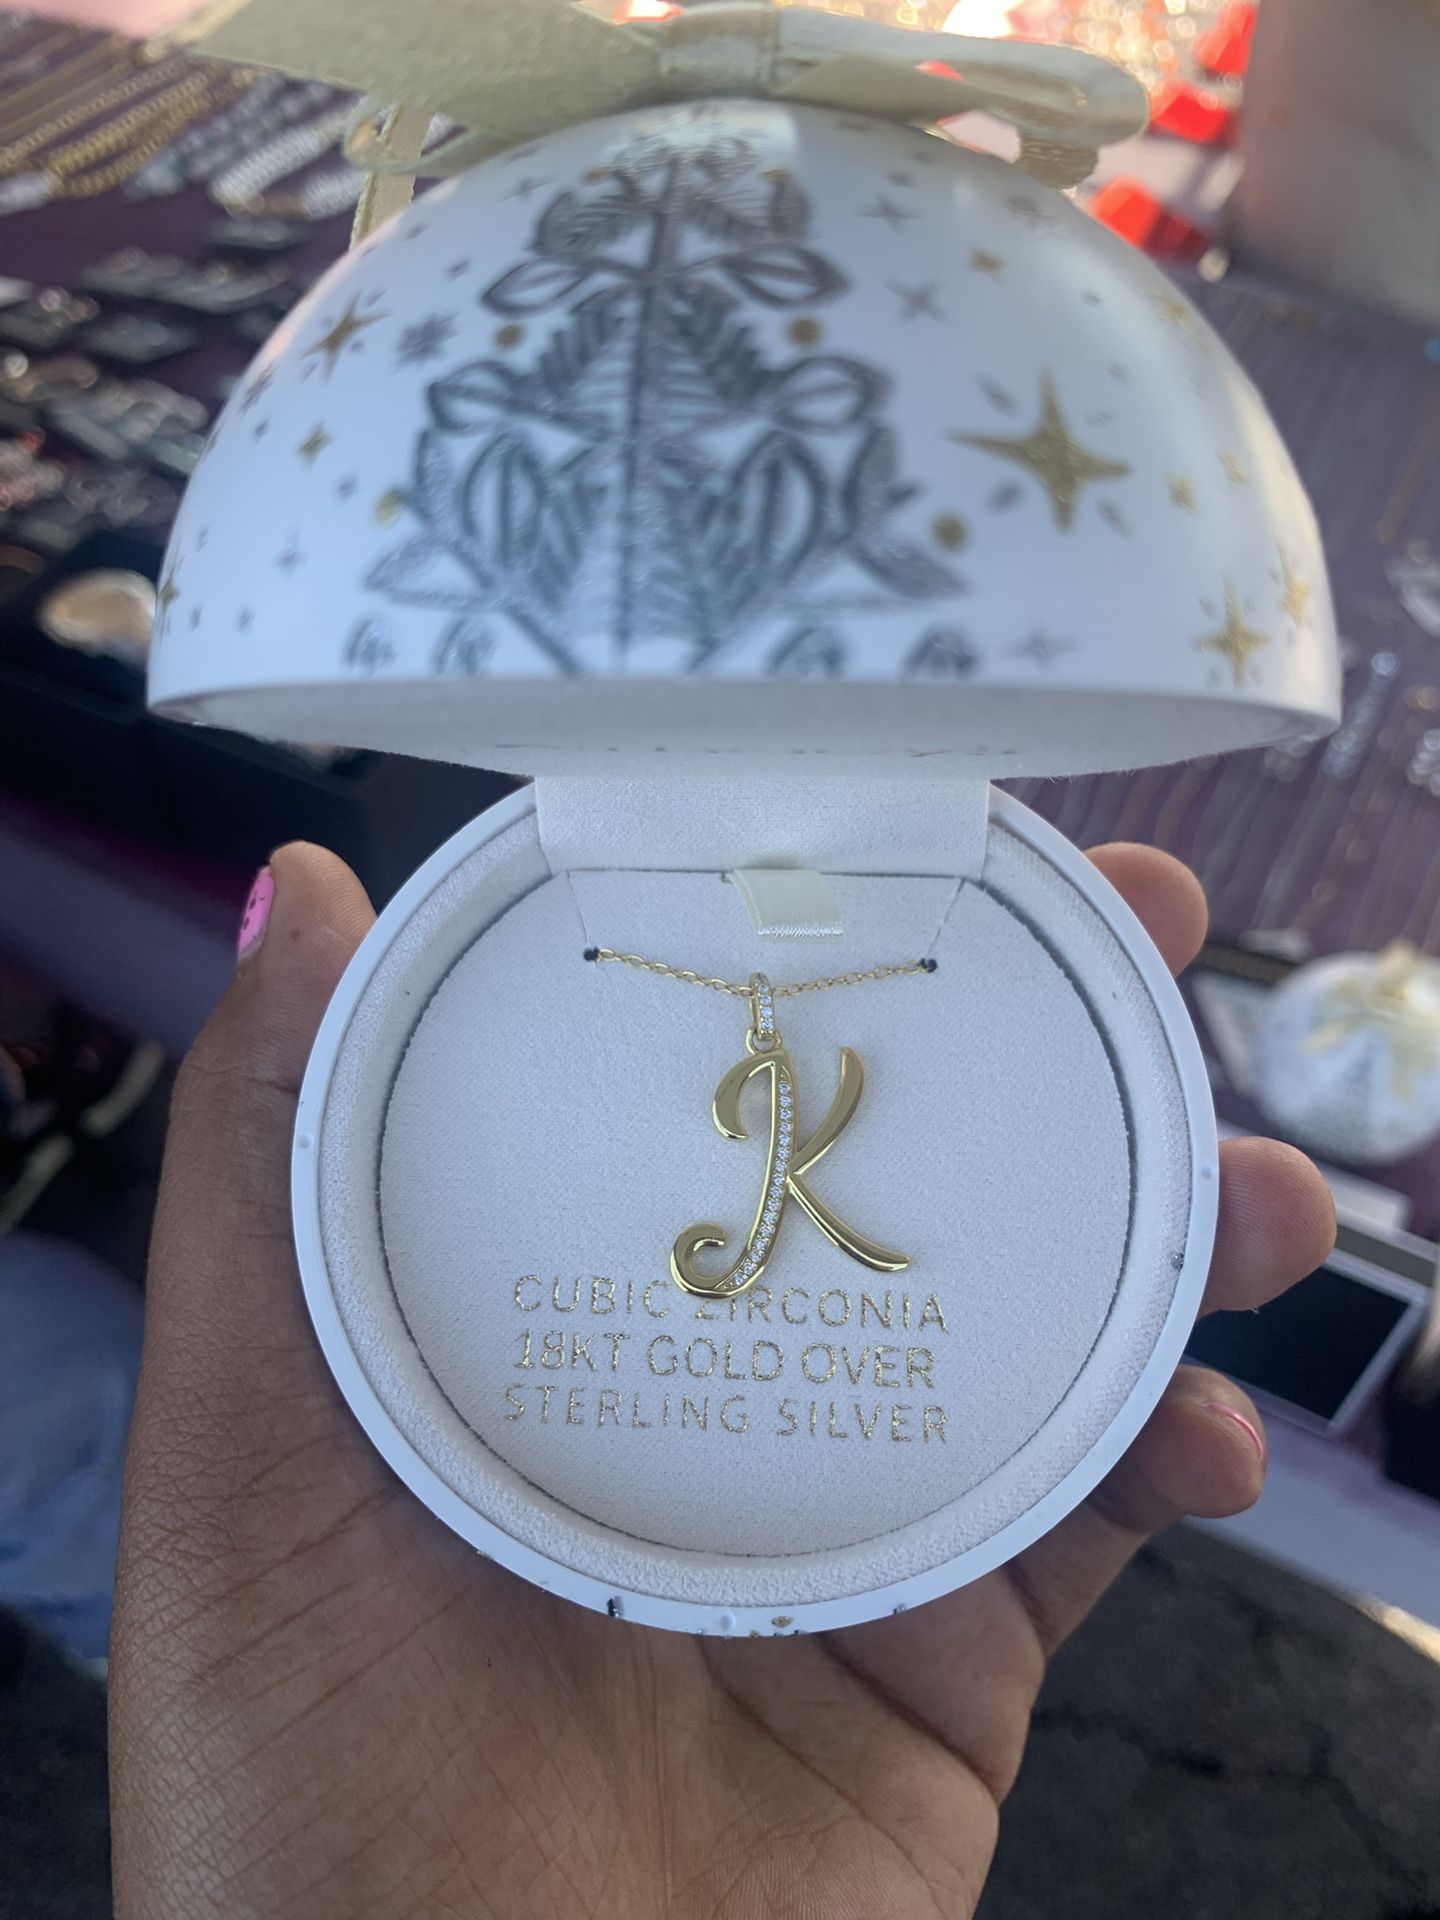 K
CUBIC ZIRCONIA
18KT GOLD OVER
STERLING SILVER